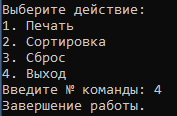 Выберите действие:
1. Печать
2. Сортировка
3. Сброс
4. Выход
Введите № команды: 4
Завершение работы.